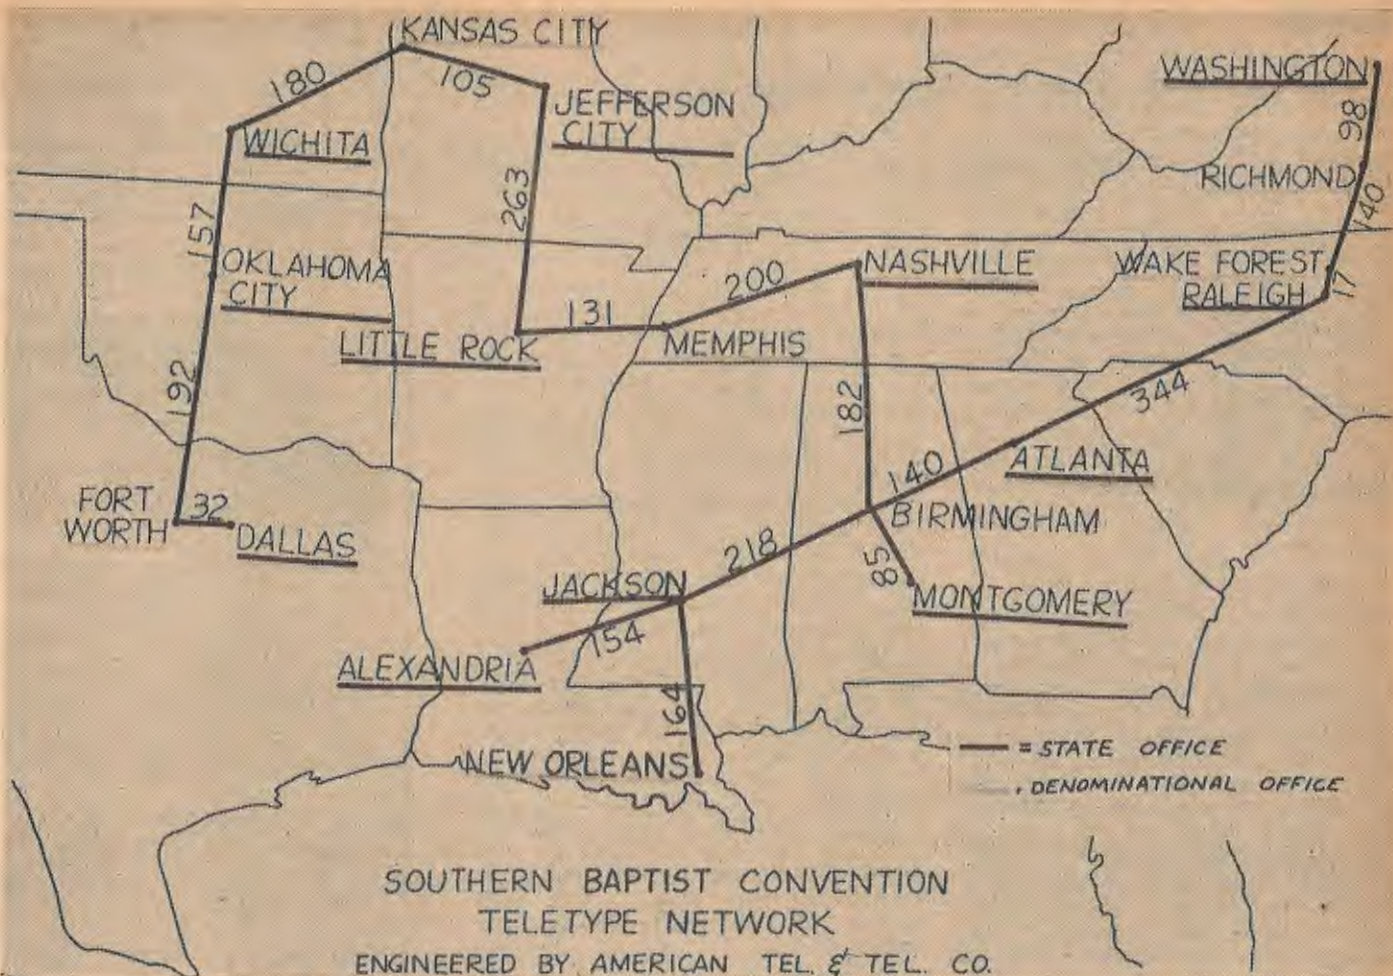 KANSAS CITY
WASHINGTON
180
105
JEFFERSON
CITY
98
WICHITA
RICHMOND
263
140
157
OKLAHOMA
CITY
200
NASHVILLE
WAKE FOREST
17
RALEIGH
131
LITTLE ROCK
MEMPHIS
192
182
344
140
ATLANTA
FORT
WORTH
32
DALLAS
BIRMINGHAM
218
85
JACKSON
MONTGOMERY
154
ALEXANDRIA
164
NEW ORLEANS
= STATE OFFICE
, DENOMINATIONAL OFFICE
SOUTHERN BAPTIST CONVENTION
TELETYPE NETWORK
ENGINEERED BY AMERICAN TEL. & TEL. CO.